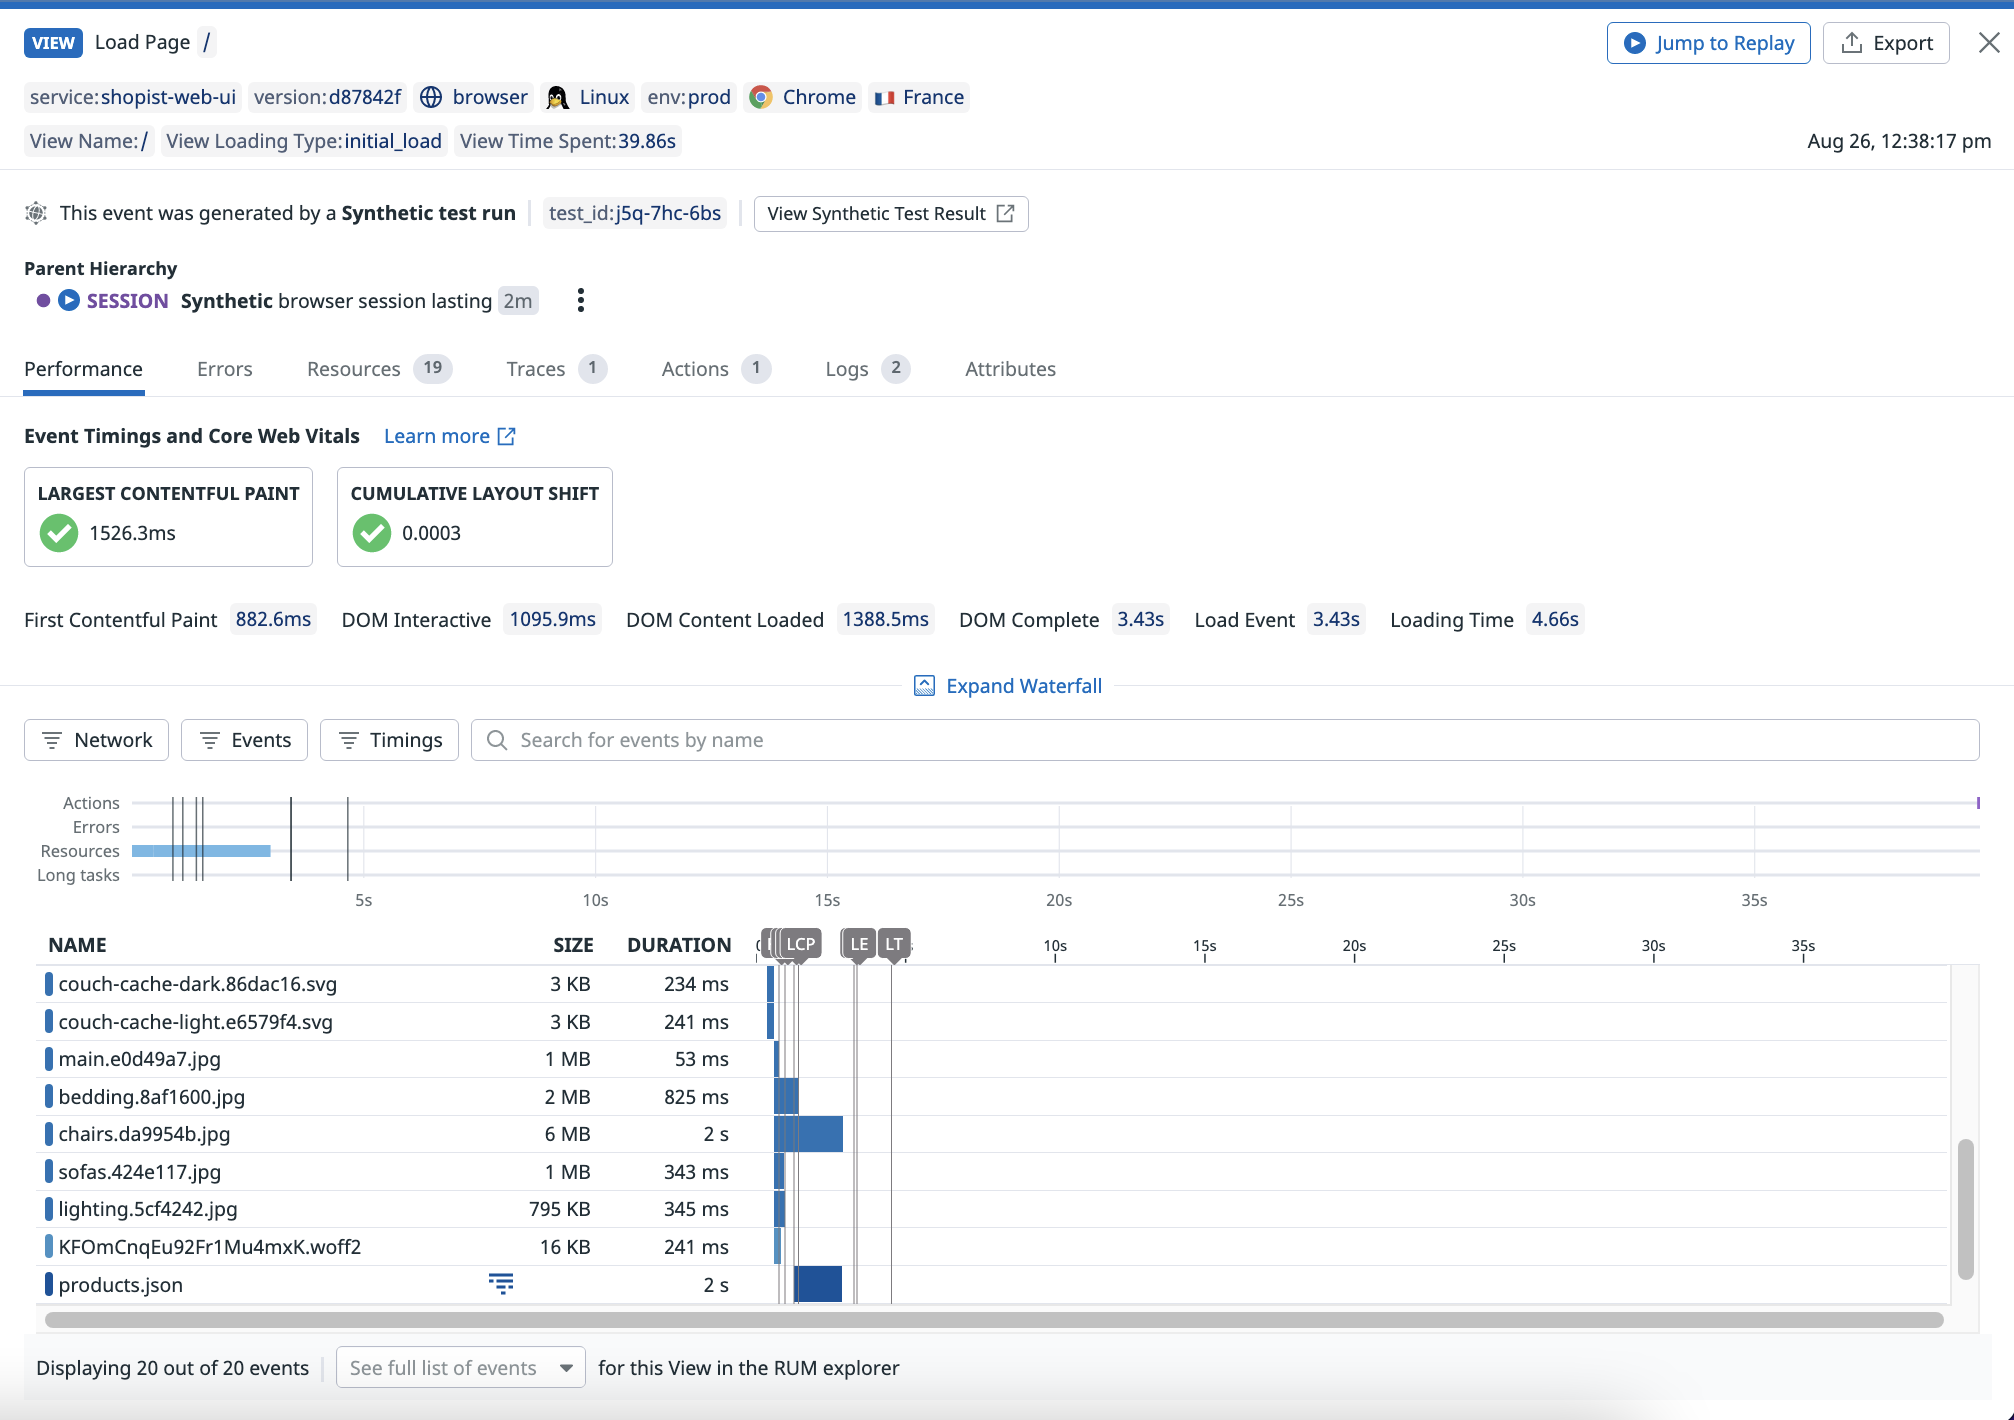 VIEW Load Page / Jump to Replay Export
service:shopist-web-ui version:d87842f browser Linux env:prod Chrome France
View Name:/ View Loading Type:initial_load View Time Spent:39.86s Aug 26, 12:38:17 pm
This event was generated by a Synthetic test run test_id:j5q-7hc-6bs View Synthetic Test Result
Parent Hierarchy
SESSION Synthetic browser session lasting 2m
Performance Errors Resources 19 Traces 1 Actions 1 Logs 2 Attributes
Event Timings and Core Web Vitals Learn more
LARGEST CONTENTFUL PAINT CUMULATIVE LAYOUT SHIFT
1526.3ms 0.0003
First Contentful Paint 882.6ms DOM Interactive 1095.9ms DOM Content Loaded 1388.5ms DOM Complete 3.43s Load Event 3.43s Loading Time 4.66s
Expand Waterfall
Network Events Timings Search for events by name
Actions
Errors
Resources
Long tasks
5s 10s 15s 20s 25s 30s 35s
NAME SIZE DURATION LCP LE LT 10s 15s 20s 25s 30s 35s
couch-cache-dark.86dac16.svg 3 KB 234 ms
couch-cache-light.e6579f4.svg 3 KB 241 ms
main.e0d49a7.jpg 1 MB 53 ms
bedding.8af1600.jpg 2 MB 825 ms
chairs.da9954b.jpg 6 MB 2 s
sofas.424e117.jpg 1 MB 343 ms
lighting.5cf4242.jpg 795 KB 345 ms
KFOmCnqEu92Fr1Mu4mxK.woff2 16 KB 241 ms
products.json 2 s
Displaying 20 out of 20 events See full list of events for this View in the RUM explorer